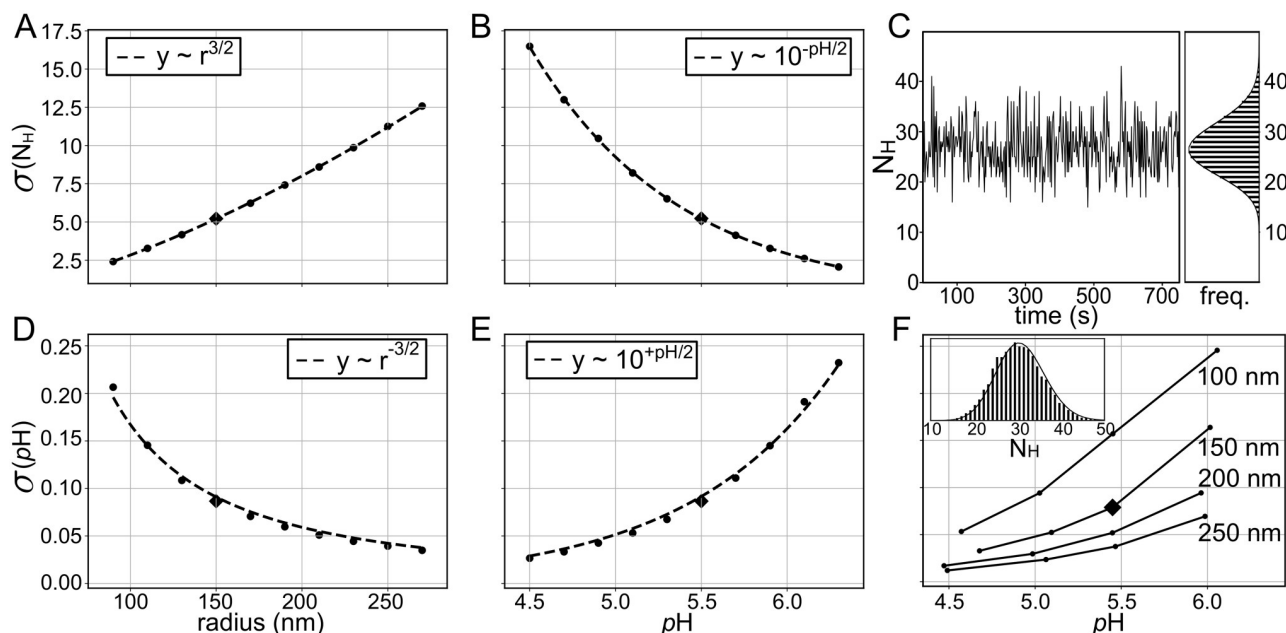 A
17.5
15.0
12.5
10
7.5
5.0
2.5
σ(N_H)
y ~ r^3/2
B
y ~ 10^-pH/2
C
40
30
20
10
0
N_H
100 300 500 700
time (s)
40
30
20
10
freq.
D
0.25
0.20
0.15
0.10
0.05
0.00
σ(pH)
y ~ r^-3/2
100 150 200 250
radius (nm)
E
y ~ 10^+pH/2
4.5 5.0 5.5 6.0
pH
F
10 20 30 40 50
N_H
100 nm
150 nm
200 nm
250 nm
4.5 5.0 5.5 6.0
pH